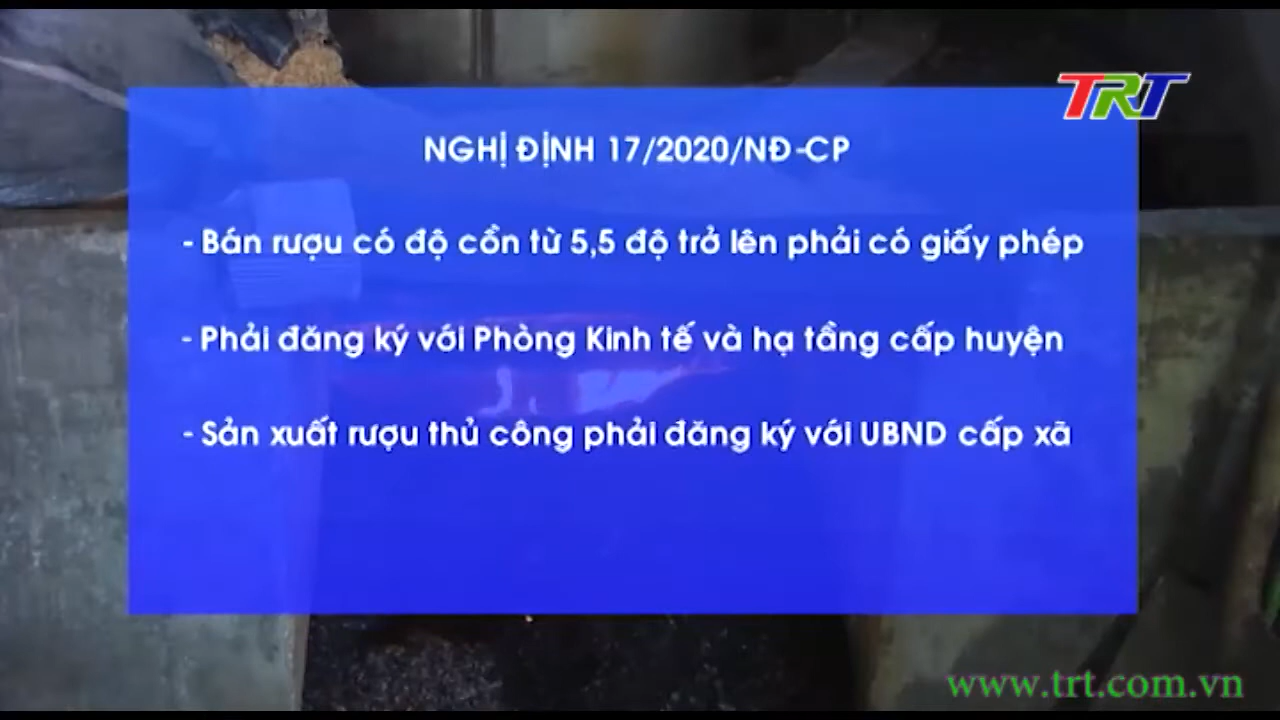 TRT
NGHỊ ĐỊNH 17/2020/NĐ-CP
- Bán rượu có độ cồn từ 5,5 độ trở lên phải có giấy phép
- Phải đăng ký với Phòng Kinh tế và hạ tầng cấp huyện
- Sản xuất rượu thủ công phải đăng ký với UBND cấp xã
www.trt.com.vn